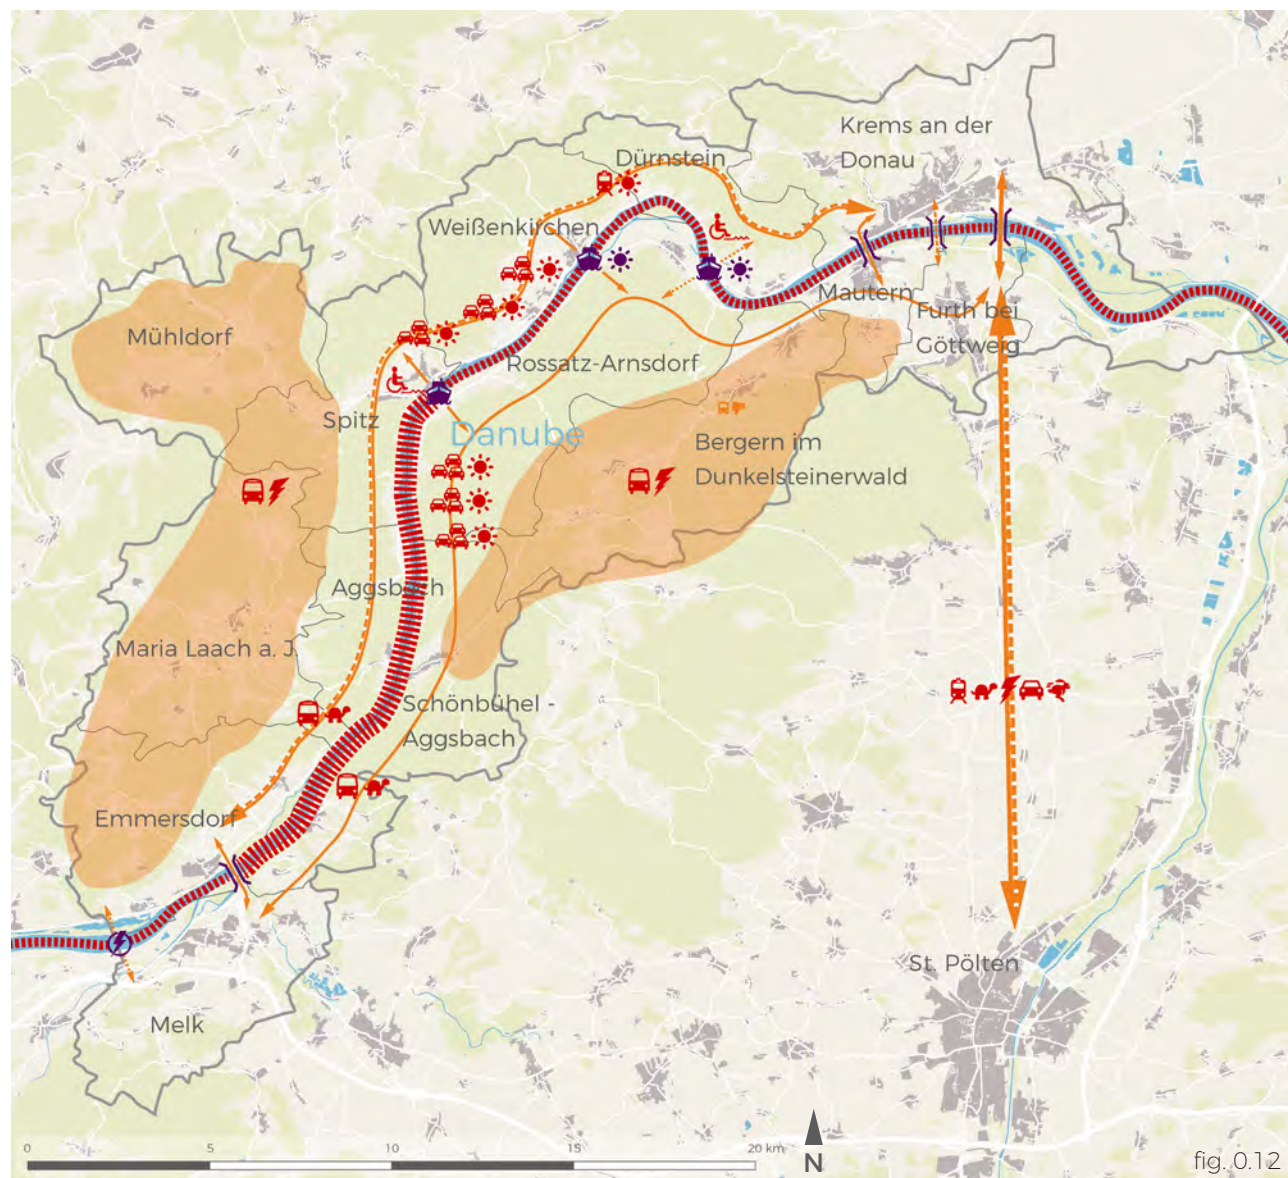 Krems an der
Donau
Dürnstein
Weißenkirchen
Mautern
Furth bei
Göttweig
Mühldorf
Rossatz-Arnsdorf
Spitz
Danube
Bergern im
Dunkelsteinerwald
Aggsbach
Maria Laach a. J.
Schönbühel -
Aggsbach
Emmersdorf
St. Pölten
Melk
0 5 10 15 20 km
N
fig. 0.12